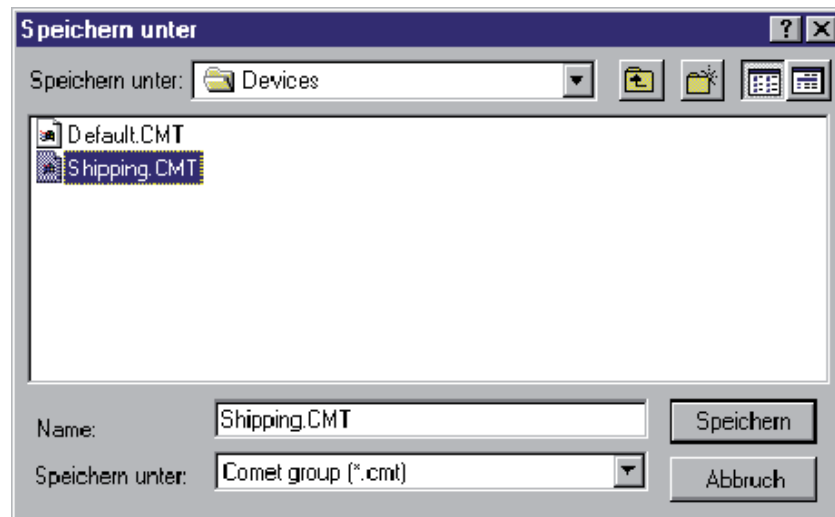 Speichern unter
Speichern unter: Devices
Default.CMT
Shipping.CMT
Name: Shipping.CMT Speichern
Speichern unter: Comet group (*.cmt) Abbruch